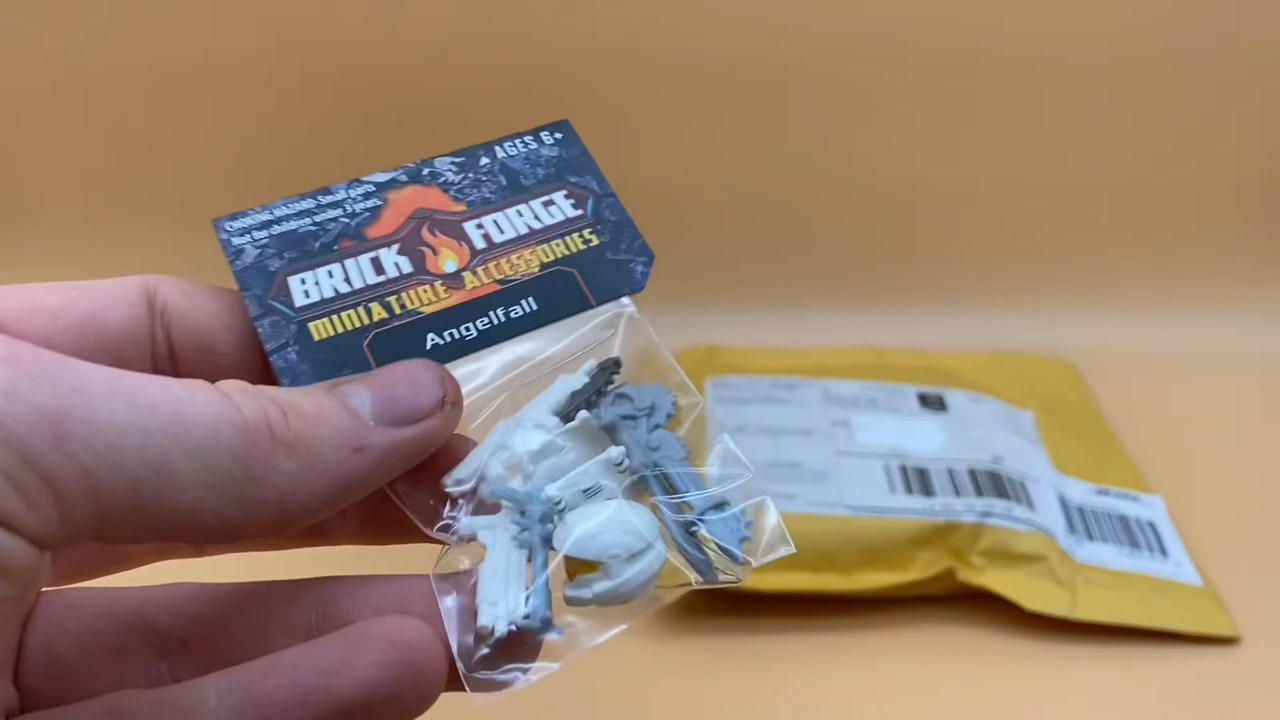 AGES 6+
CHOKING HAZARD-Small parts
Not for children under 3 years.
BRICK FORGE
MINIATURE ACCESSORIES
Angelfall